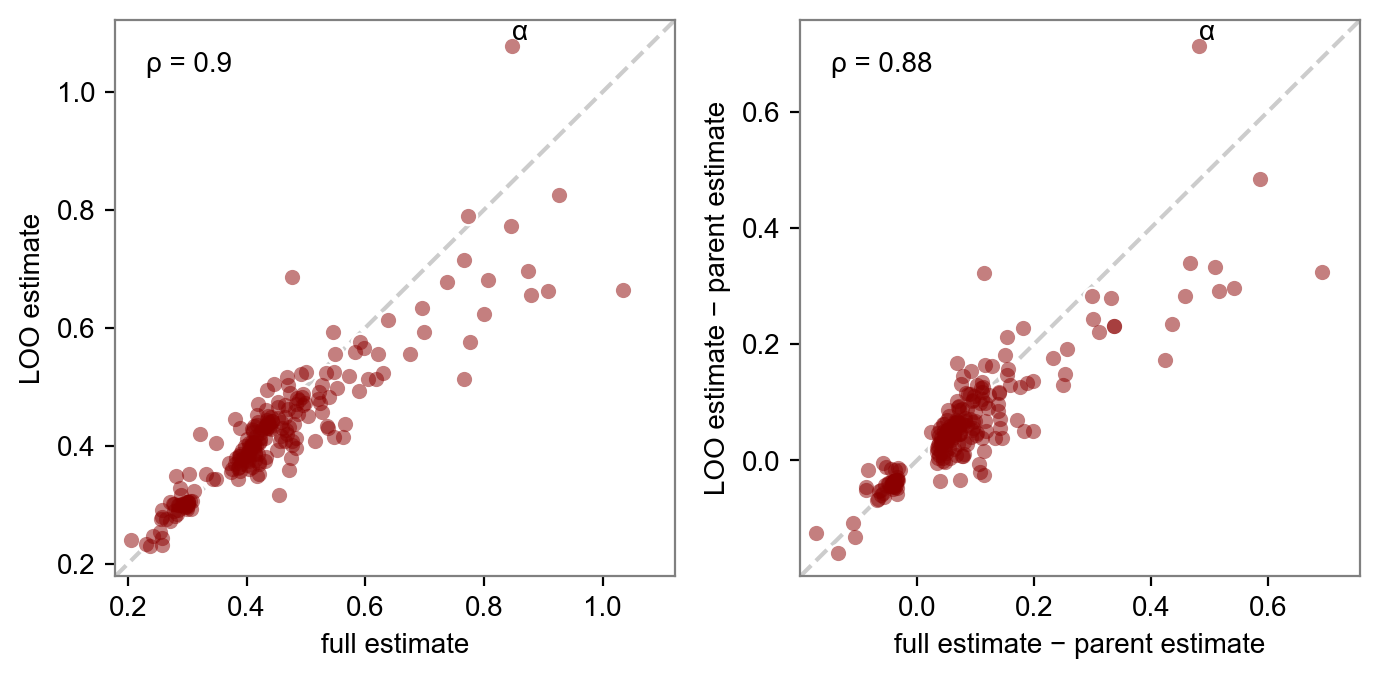 α
ρ = 0.9
1.0
0.8
0.6
0.4
0.2
LOO estimate
0.2 0.4 0.6 0.8 1.0
full estimate
α
ρ = 0.88
0.6
0.4
0.2
0.0
LOO estimate − parent estimate
0.0 0.2 0.4 0.6
full estimate − parent estimate